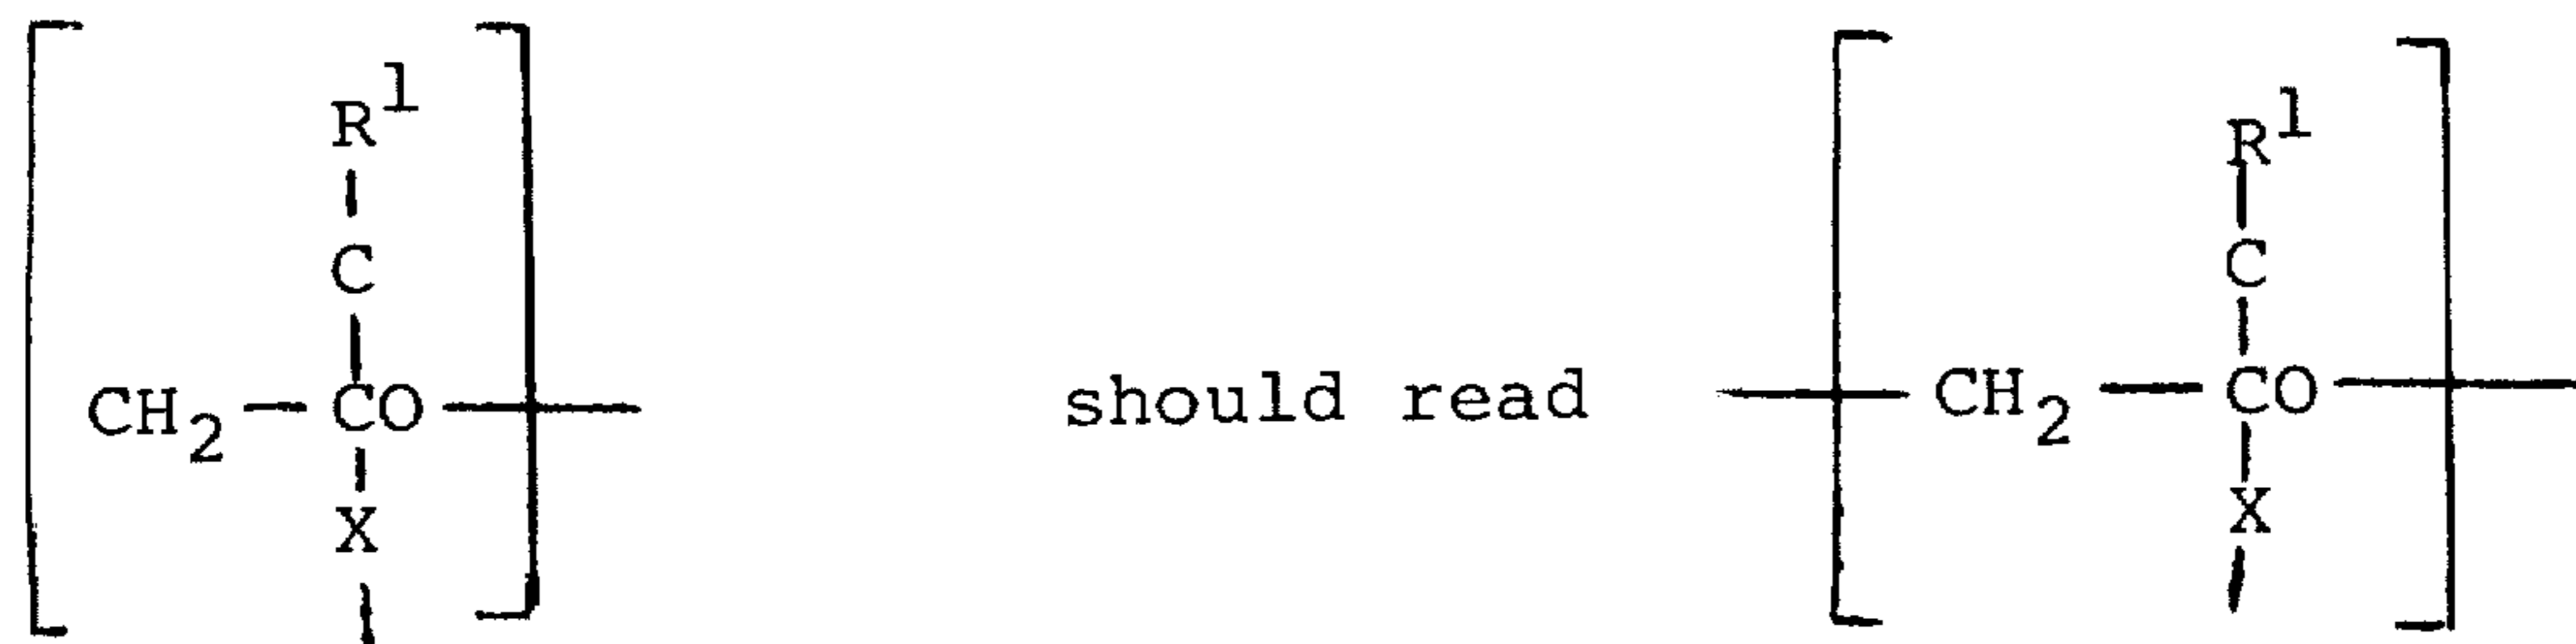 R¹ R¹
C C
CH₂ — CO — should read — CH₂ — CO —
X X